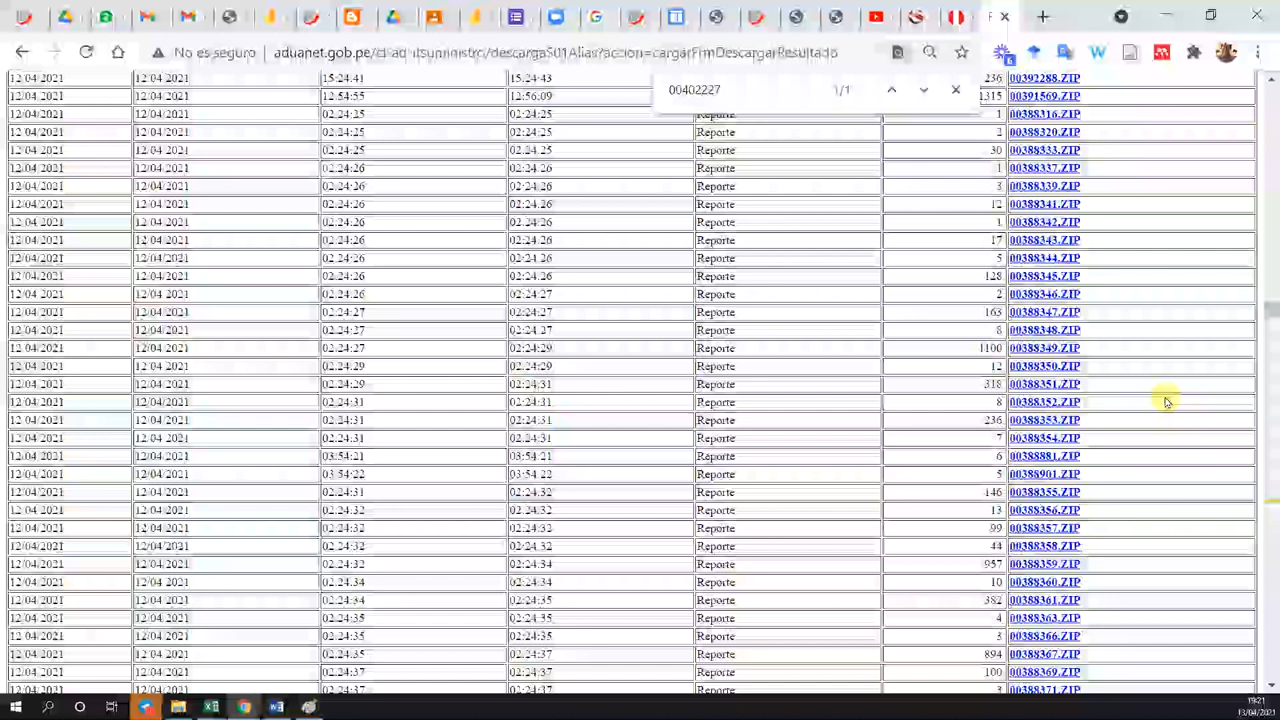 No es seguro
00402227 1/1
12/04/2021 12/04/2021 15:24:41 15:24:43 236 00392288.ZIP
12/04/2021 12/04/2021 12:54:55 12:56:09 1315 00391569.ZIP
12/04/2021 12/04/2021 02:24:25 02:24:25 Reporte 1 00388316.ZIP
12/04/2021 12/04/2021 02:24:25 02:24:25 Reporte 2 00388320.ZIP
12/04/2021 12/04/2021 02:24:25 02:24:25 Reporte 30 00388333.ZIP
12/04/2021 12/04/2021 02:24:26 02:24:26 Reporte 1 00388337.ZIP
12/04/2021 12/04/2021 02:24:26 02:24:26 Reporte 3 00388339.ZIP
12/04/2021 12/04/2021 02:24:26 02:24:26 Reporte 12 00388341.ZIP
12/04/2021 12/04/2021 02:24:26 02:24:26 Reporte 1 00388342.ZIP
12/04/2021 12/04/2021 02:24:26 02:24:26 Reporte 17 00388343.ZIP
12/04/2021 12/04/2021 02:24:26 02:24:26 Reporte 5 00388344.ZIP
12/04/2021 12/04/2021 02:24:26 02:24:26 Reporte 128 00388345.ZIP
12/04/2021 12/04/2021 02:24:26 02:24:27 Reporte 2 00388346.ZIP
12/04/2021 12/04/2021 02:24:27 02:24:27 Reporte 163 00388347.ZIP
12/04/2021 12/04/2021 02:24:27 02:24:27 Reporte 8 00388348.ZIP
12/04/2021 12/04/2021 02:24:27 02:24:29 Reporte 1100 00388349.ZIP
12/04/2021 12/04/2021 02:24:29 02:24:29 Reporte 12 00388350.ZIP
12/04/2021 12/04/2021 02:24:29 02:24:31 Reporte 318 00388351.ZIP
12/04/2021 12/04/2021 02:24:31 02:24:31 Reporte 8 00388352.ZIP
12/04/2021 12/04/2021 02:24:31 02:24:31 Reporte 236 00388353.ZIP
12/04/2021 12/04/2021 02:24:31 02:24:31 Reporte 7 00388354.ZIP
12/04/2021 12/04/2021 03:54:21 03:54:21 Reporte 6 00388881.ZIP
12/04/2021 12/04/2021 03:54:22 03:54:22 Reporte 5 00388901.ZIP
12/04/2021 12/04/2021 02:24:31 02:24:32 Reporte 146 00388355.ZIP
12/04/2021 12/04/2021 02:24:32 02:24:32 Reporte 13 00388356.ZIP
12/04/2021 12/04/2021 02:24:32 02:24:32 Reporte 99 00388357.ZIP
12/04/2021 12/04/2021 02:24:32 02:24:32 Reporte 44 00388358.ZIP
12/04/2021 12/04/2021 02:24:32 02:24:34 Reporte 957 00388359.ZIP
12/04/2021 12/04/2021 02:24:34 02:24:34 Reporte 10 00388360.ZIP
12/04/2021 12/04/2021 02:24:34 02:24:35 Reporte 382 00388361.ZIP
12/04/2021 12/04/2021 02:24:35 02:24:35 Reporte 4 00388363.ZIP
12/04/2021 12/04/2021 02:24:35 02:24:35 Reporte 3 00388366.ZIP
12/04/2021 12/04/2021 02:24:35 02:24:37 Reporte 894 00388367.ZIP
12/04/2021 12/04/2021 02:24:37 02:24:37 Reporte 100 00388369.ZIP
12/04/2021 12/04/2021 02:24:37 02:24:37 Reporte 3 00388371.ZIP
19:21
13/04/2021